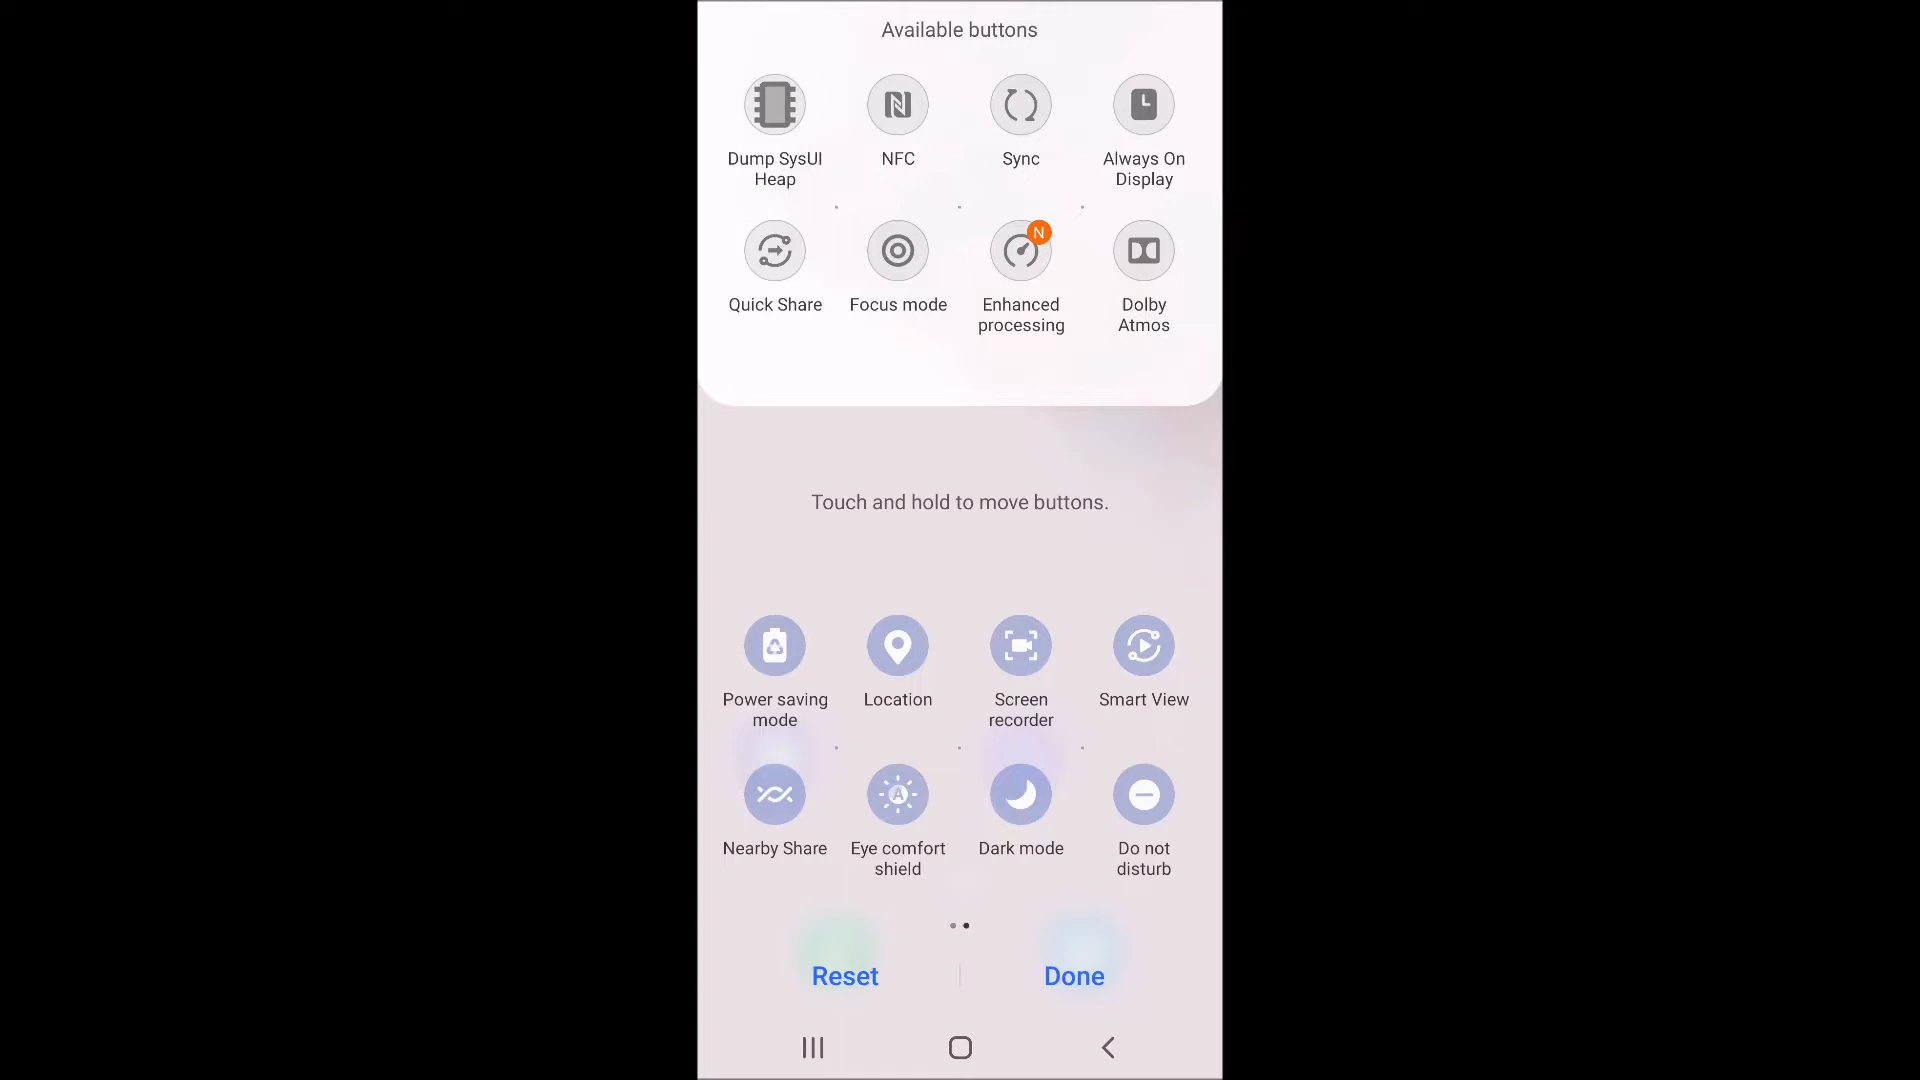 Available buttons
Dump SysUI
Heap
NFC
Sync
Always On
Display
Quick Share
Focus mode
N
Enhanced
processing
Dolby
Atmos
Touch and hold to move buttons.
Power saving
mode
Location
Screen
recorder
Smart View
Nearby Share
A
Eye comfort
shield
Dark mode
Do not
disturb
Reset
Done